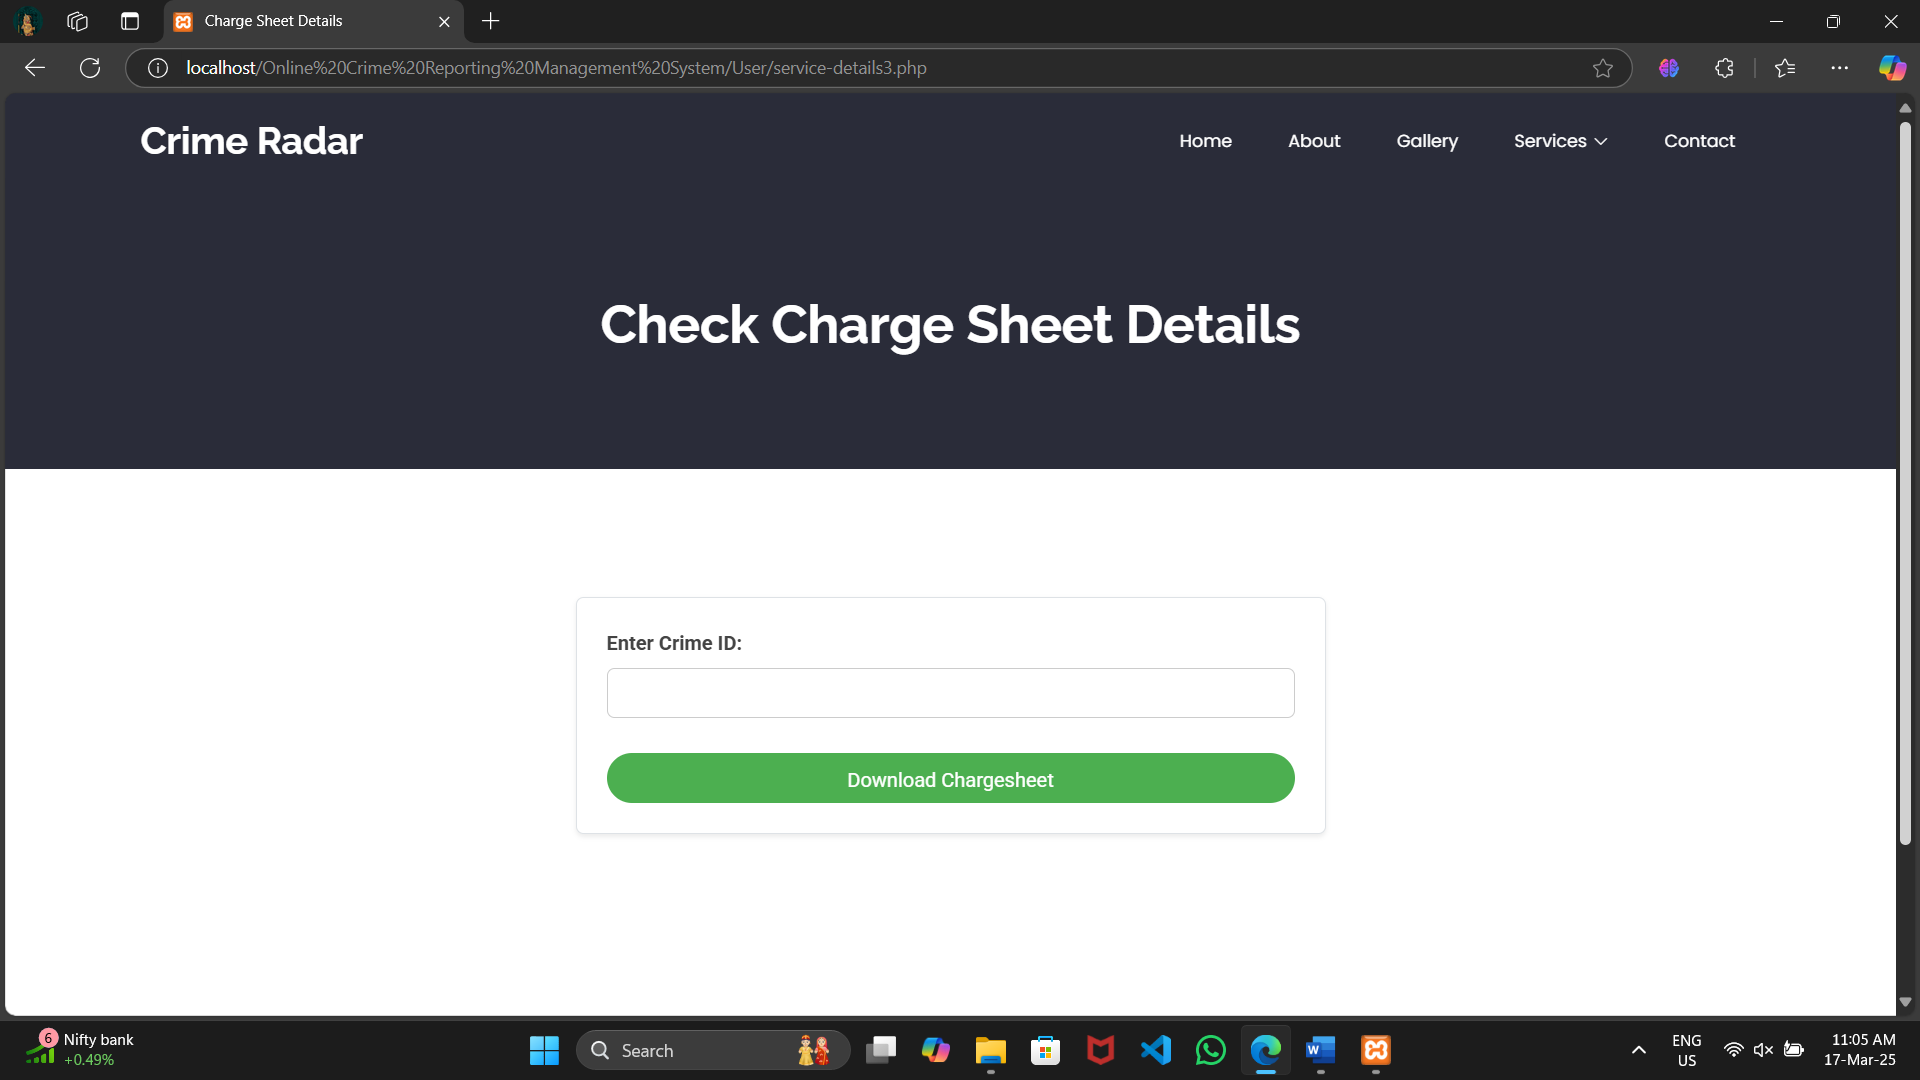 Charge Sheet Details
localhost/Online%20Crime%20Reporting%20Management%20System/User/service-details3.php
Crime Radar
Home About Gallery Services Contact
Check Charge Sheet Details
Enter Crime ID:
Download Chargesheet
6 Nifty bank
+0.49%
Search
W
ENG
US
11:05 AM
17-Mar-25